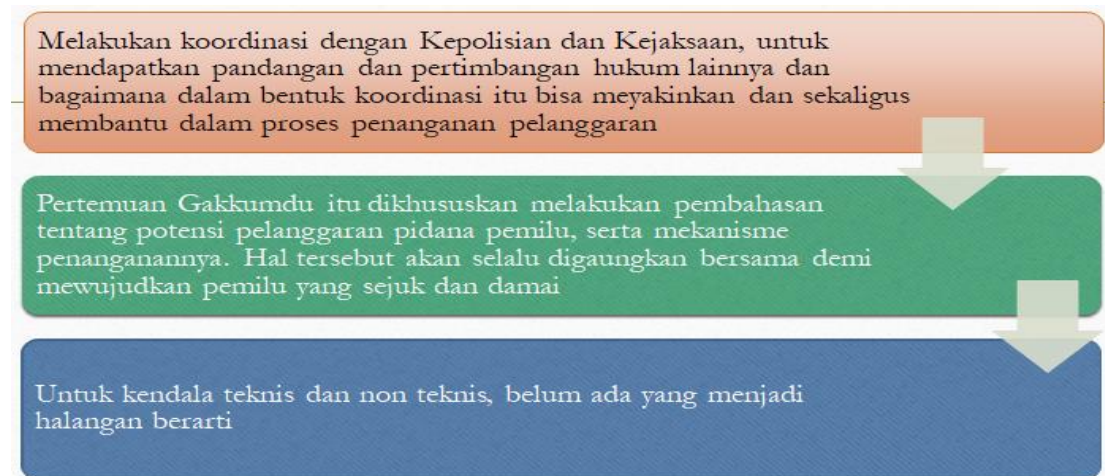 Melakukan koordinasi dengan Kepolisian dan Kejaksaan, untuk
mendapatkan pandangan dan pertimbangan hukum lainnya dan
bagaimana dalam bentuk koordinasi itu bisa meyakinkan dan sekaligus
membantu dalam proses penanganan pelanggaran
Pertemuan Gakkumdu itu dikhususkan melakukan pembahasan
tentang potensi pelanggaran pidana pemilu, serta mekanisme
penanganannya. Hal tersebut akan selalu digaungkan bersama demi
mewujudkan pemilu yang sejuk dan damai
Untuk kendala teknis dan non teknis, belum ada yang menjadi
halangan berarti